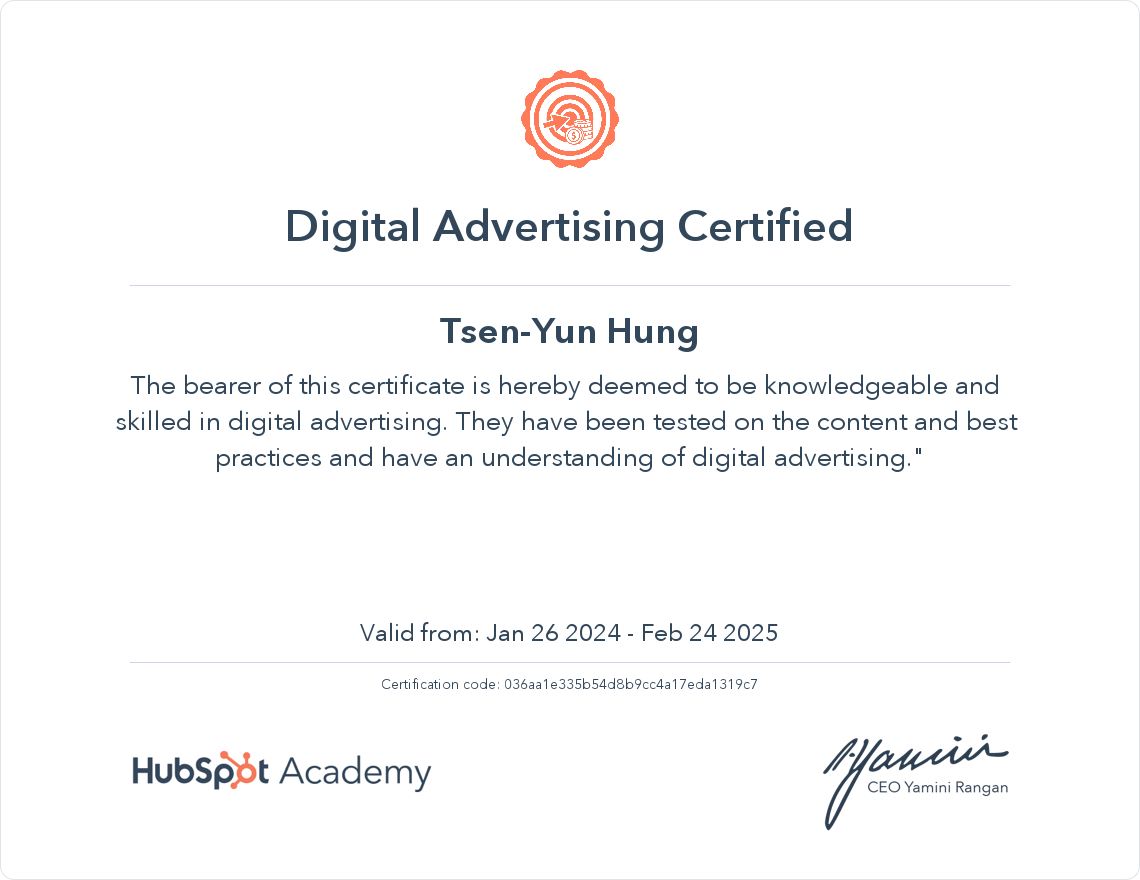 Digital Advertising Certified
Tsen-Yun Hung
The bearer of this certificate is hereby deemed to be knowledgeable and
skilled in digital advertising. They have been tested on the content and best
practices and have an understanding of digital advertising."
Valid from: Jan 26 2024 - Feb 24 2025
Certification code: 036aa1e335b54d8b9cc4a17eda1319c7
HubSpot Academy
CEO Yamini Rangan